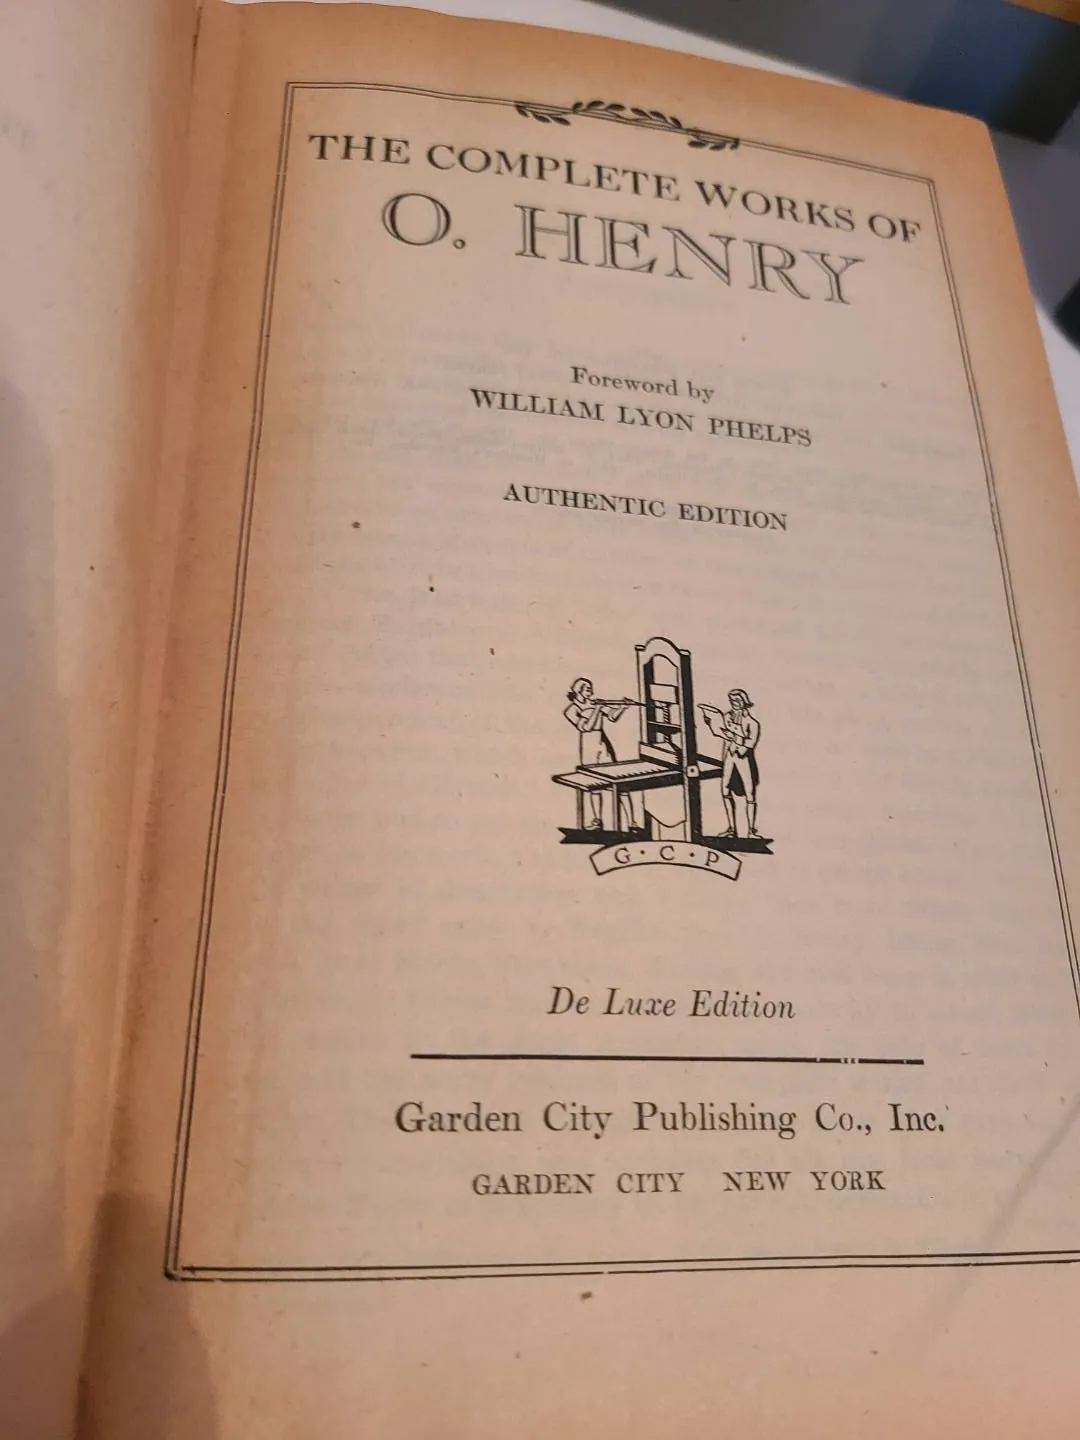 THE COMPLETE WORKS OF
O. HENRY
Foreword by
WILLIAM LYON PHELPS
AUTHENTIC EDITION
G · C · P
De Luxe Edition
Garden City Publishing Co., Inc.
GARDEN CITY NEW YORK